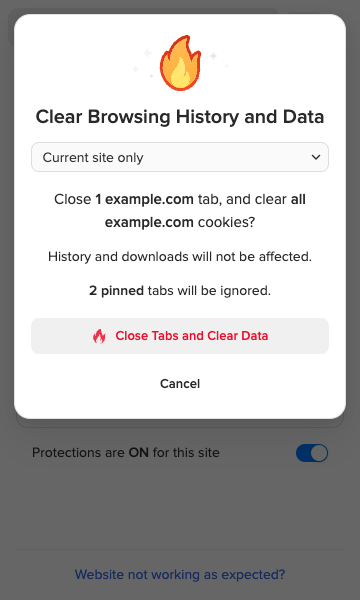 Clear Browsing History and Data
Current site only
Close 1 example.com tab, and clear all
example.com cookies?
History and downloads will not be affected.
2 pinned tabs will be ignored.
Close Tabs and Clear Data
Cancel
Protections are ON for this site
Website not working as expected?